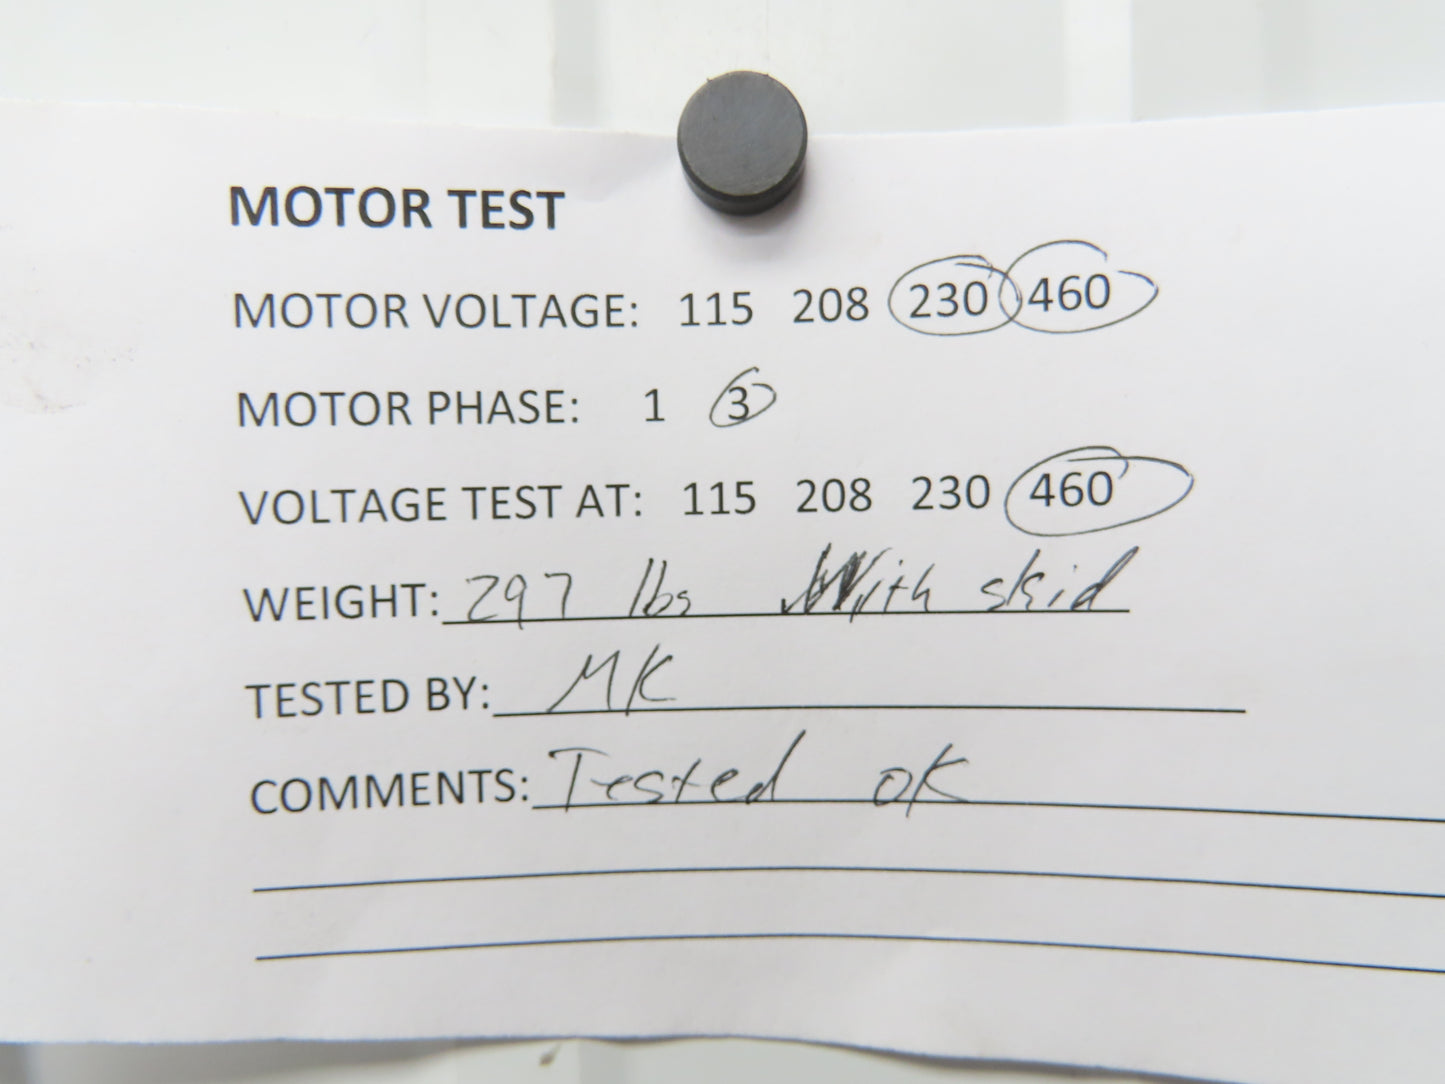 MOTOR TEST
MOTOR VOLTAGE: 115 208 230 460
MOTOR PHASE: 1 3
VOLTAGE TEST AT: 115 208 230 460
WEIGHT: 297 lbs With skid
TESTED BY: MK
COMMENTS: Tested OK